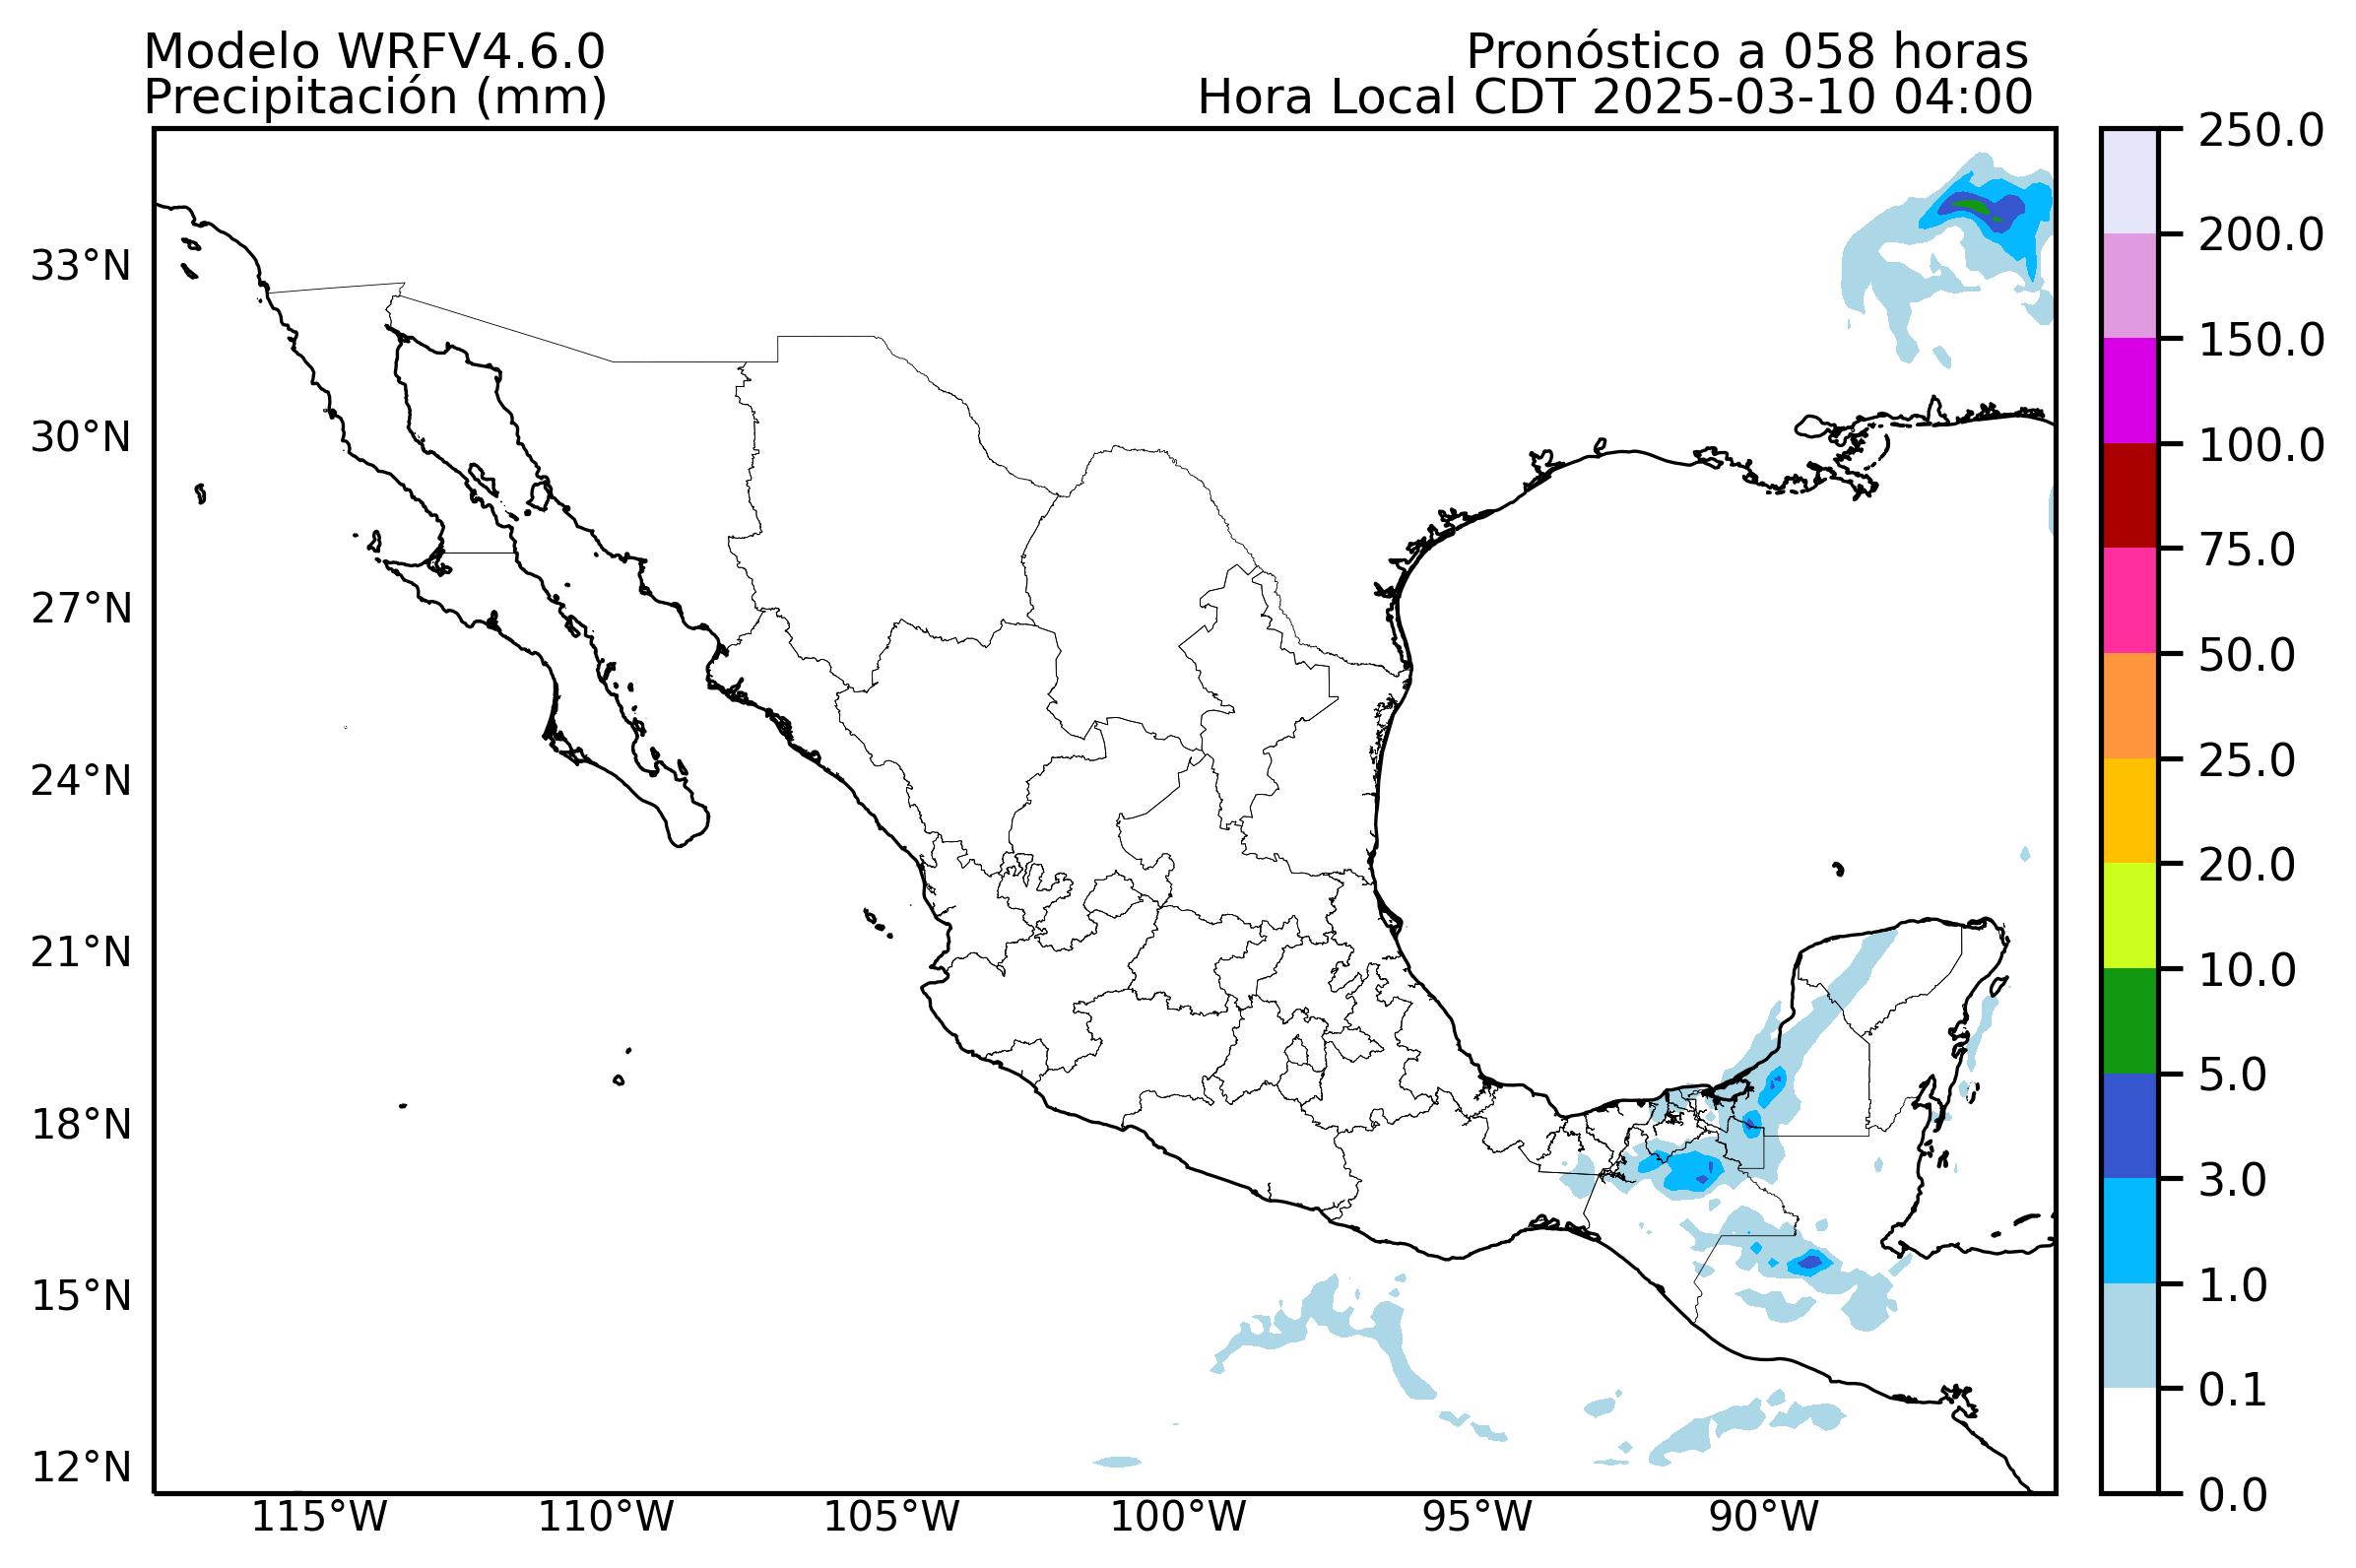 Modelo WRFV4.6.0
Pronóstico a 058 horas
Precipitación (mm)
Hora Local CDT 2025-03-10 04:00
250.0
200.0
150.0
100.0
75.0
50.0
25.0
20.0
10.0
5.0
3.0
1.0
0.1
0.0
33°N
30°N
27°N
24°N
21°N
18°N
15°N
12°N
115°W
110°W
105°W
100°W
95°W
90°W